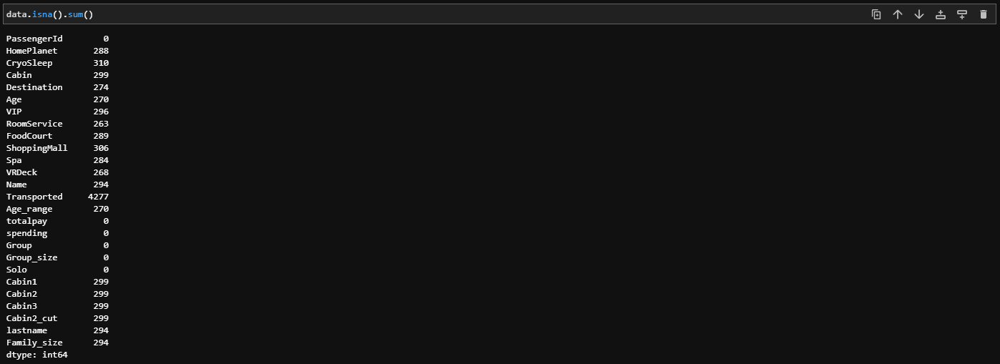 data.isna().sum()
PassengerId 0
HomePlanet 288
CryoSleep 310
Cabin 299
Destination 274
Age 270
VIP 296
RoomService 263
FoodCourt 289
ShoppingMall 306
Spa 284
VRDeck 268
Name 294
Transported 4277
Age_range 270
totalpay 0
spending 0
Group 0
Group_size 0
Solo 0
Cabin1 299
Cabin2 299
Cabin3 299
Cabin2_cut 299
lastname 294
Family_size 294
dtype: int64